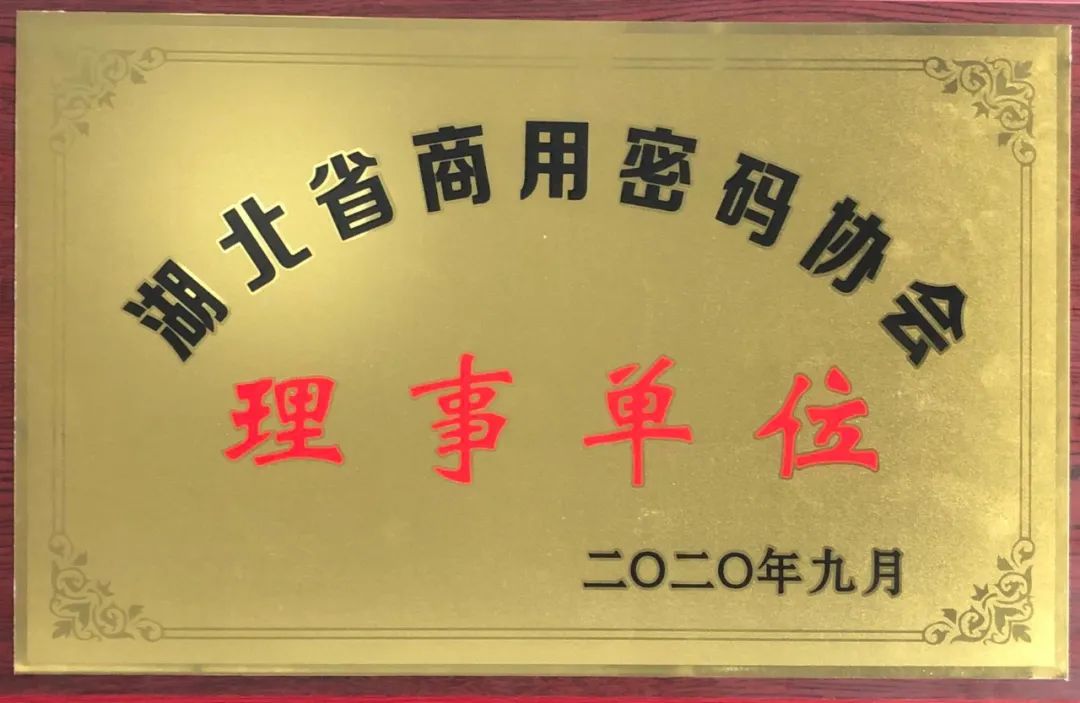 湖北省商用密码协会
理事单位
二〇二〇年九月